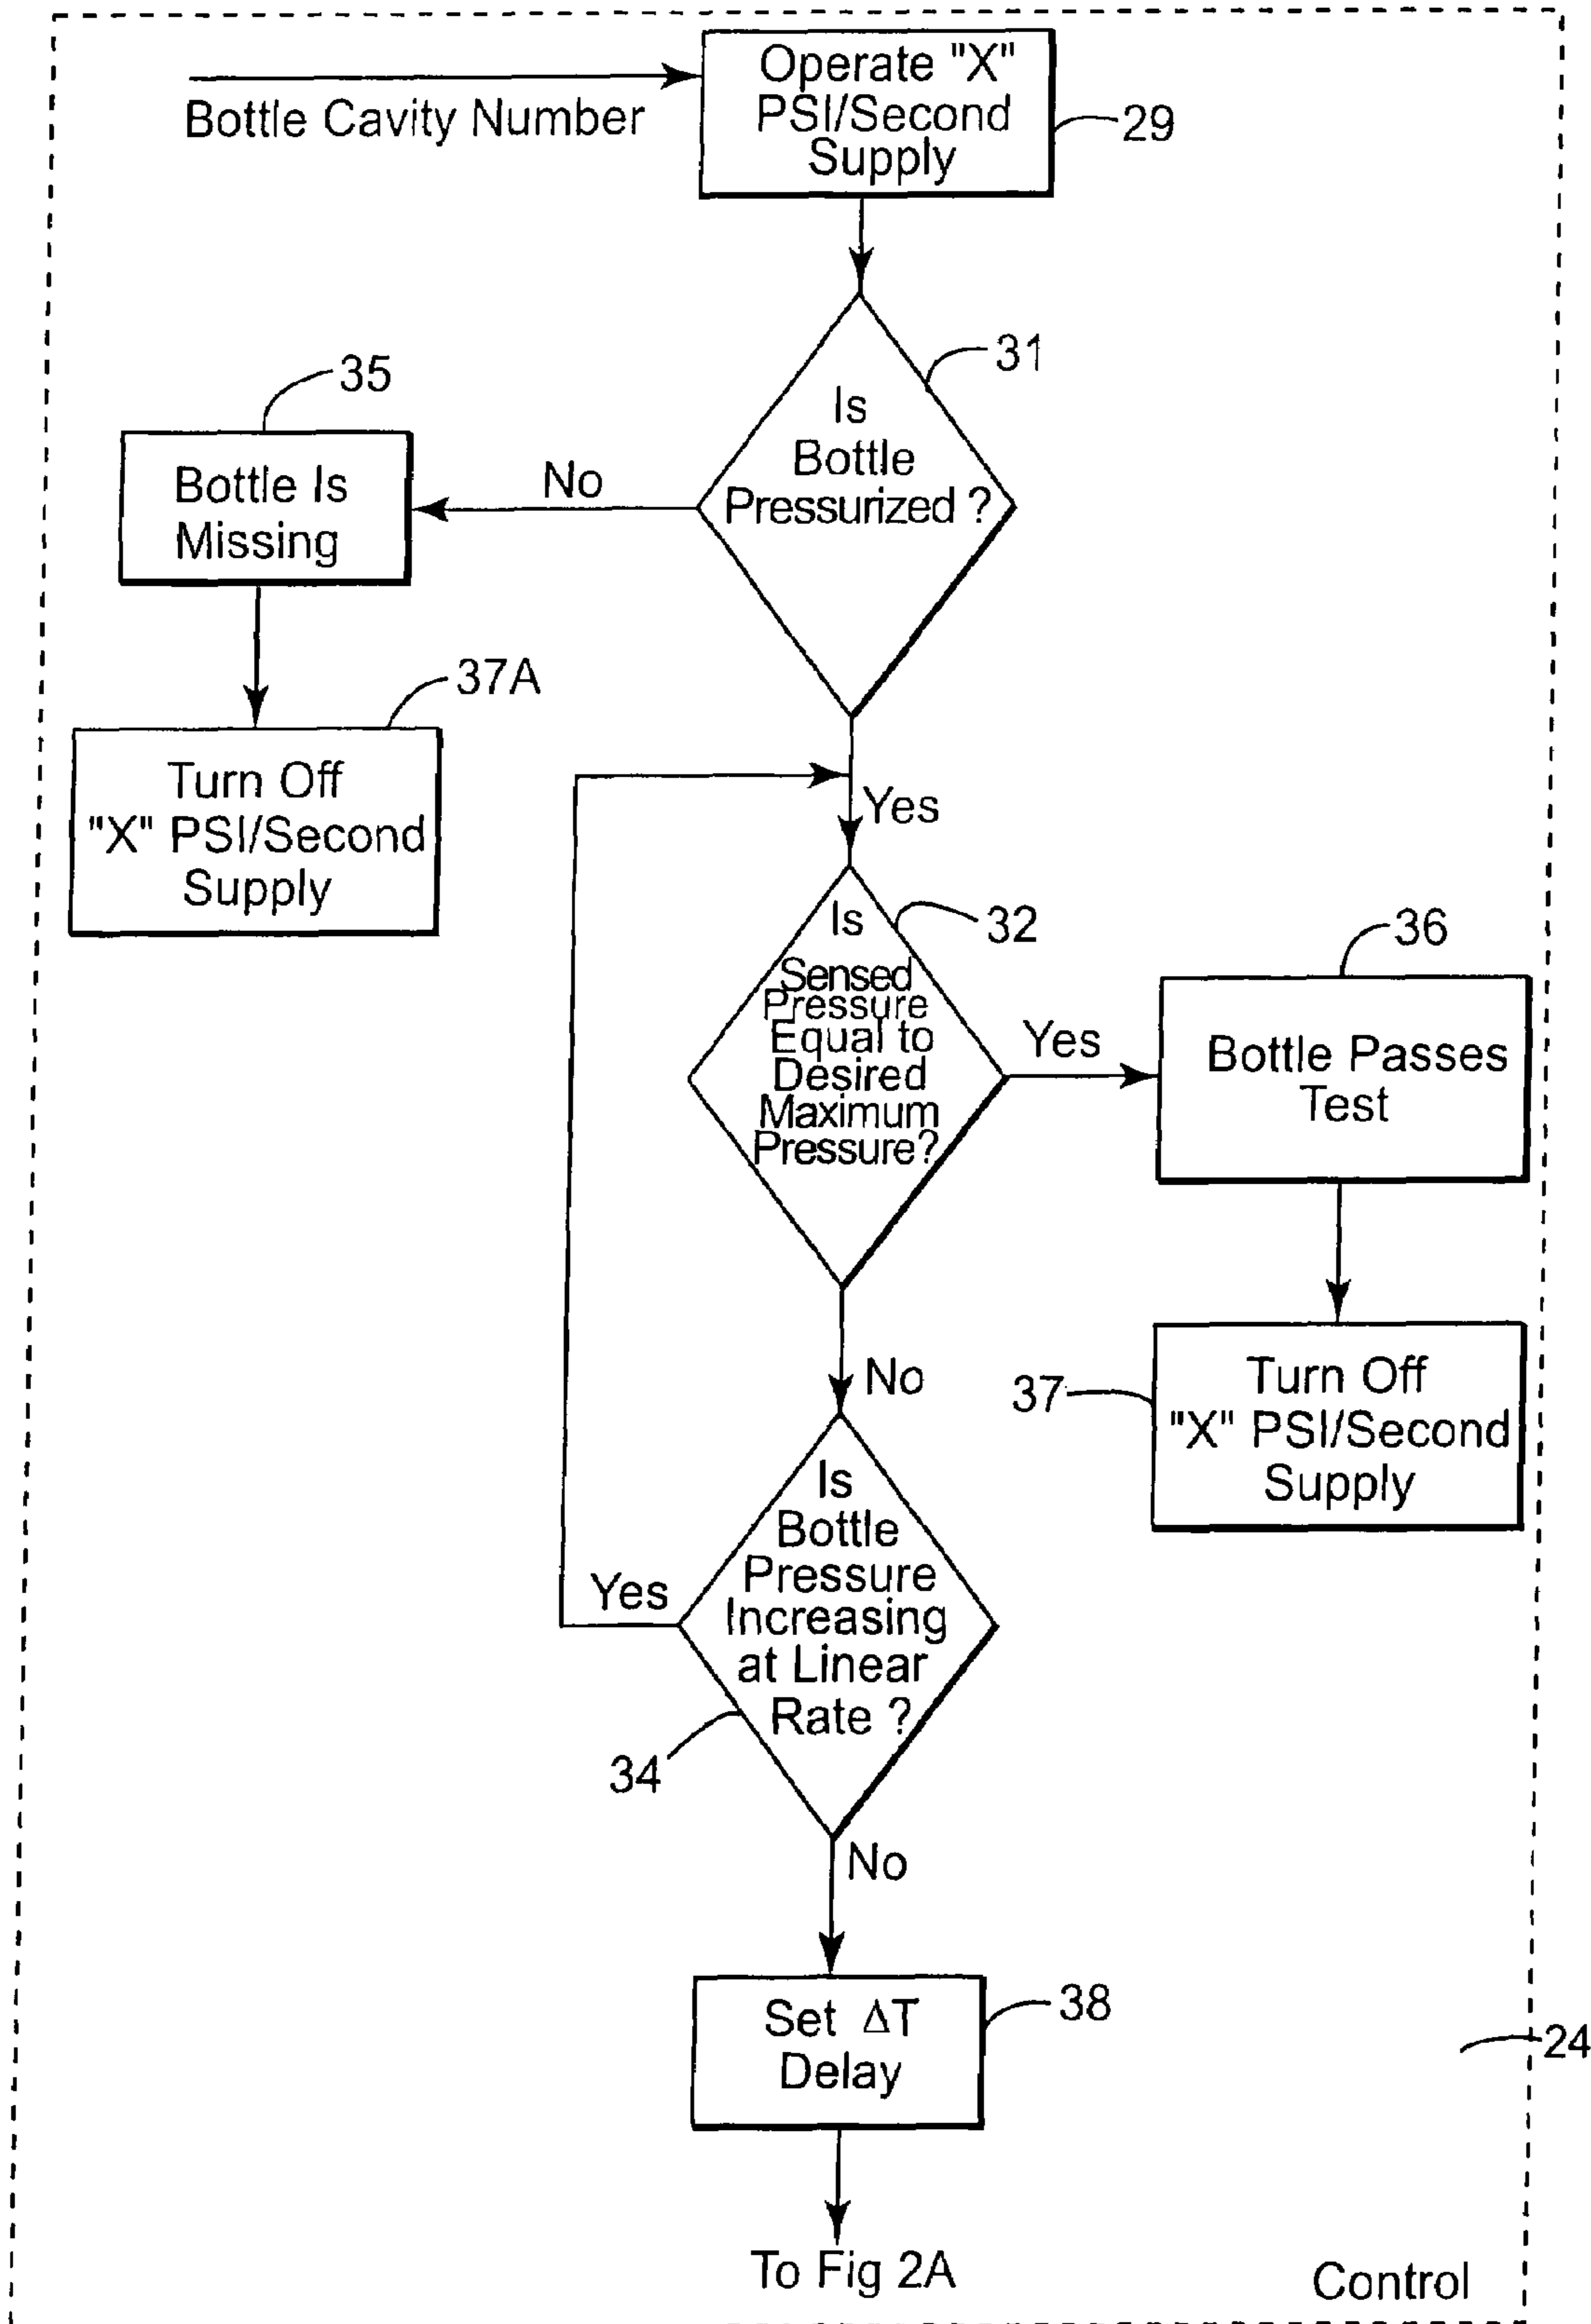 Operate "X"
PSI/Second
Supply
29
Bottle Cavity Number
31
Is
Bottle
Pressurized ?
35
No
Bottle Is
Missing
37A
Turn Off
"X" PSI/Second
Supply
Yes
32
Is
Sensed
Pressure
Equal to
Desired
Maximum
Pressure?
Yes
36
Bottle Passes
Test
No
37
Turn Off
"X" PSI/Second
Supply
Is
Bottle
Pressure
Increasing
at Linear
Rate ?
Yes
34
No
Set ΔT
Delay
38
24
To Fig 2A
Control